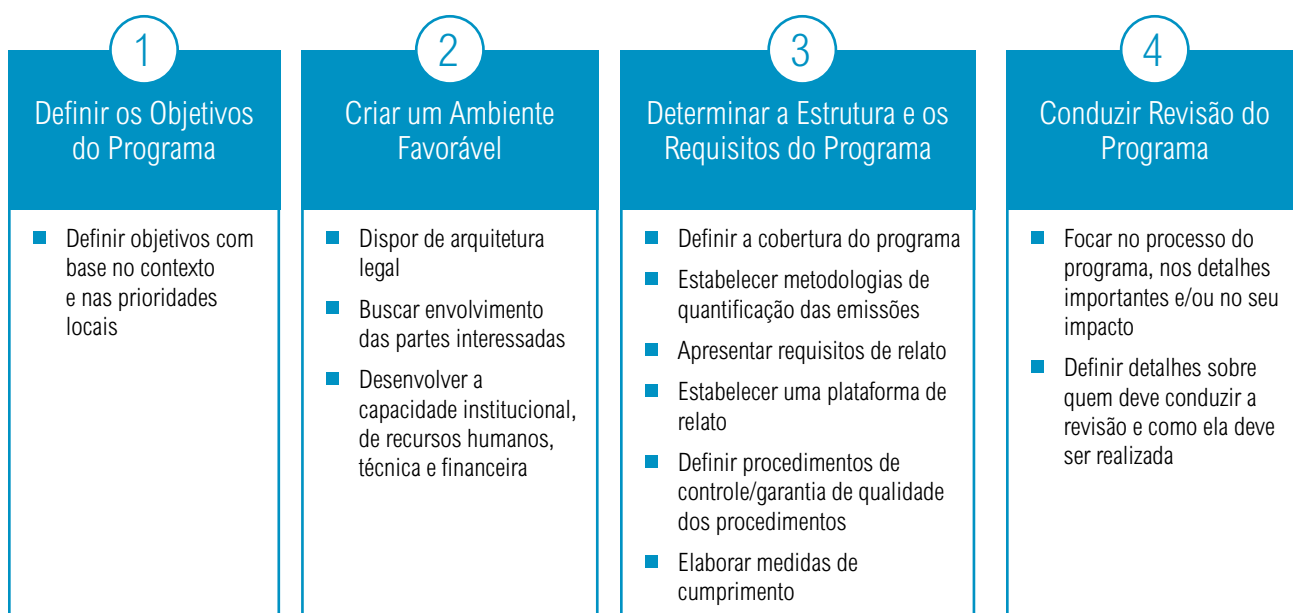 1
Definir os Objetivos
do Programa
Definir objetivos com
base no contexto
e nas prioridades
locais
2
Criar um Ambiente
Favorável
Dispor de arquitetura
legal
Buscar envolvimento
das partes interessadas
Desenvolver a
capacidade institucional,
de recursos humanos,
técnica e financeira
3
Determinar a Estrutura e os
Requisitos do Programa
Definir a cobertura do programa
Estabelecer metodologias de
quantificação das emissões
Apresentar requisitos de relato
Estabelecer uma plataforma de
relato
Definir procedimentos de
controle/garantia de qualidade
dos procedimentos
Elaborar medidas de
cumprimento
4
Conduzir Revisão do
Programa
Focar no processo do
programa, nos detalhes
importantes e/ou no seu
impacto
Definir detalhes sobre
quem deve conduzir a
revisão e como ela deve
ser realizada